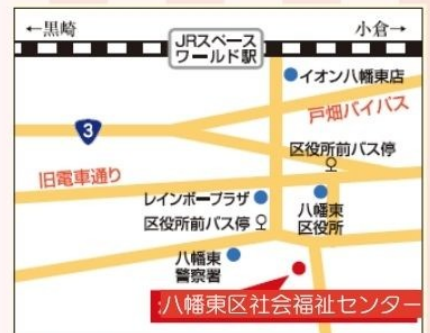 ←黒崎
小倉→
JRスペース
ワールド駅
イオン八幡東店
戸畑バイパス
3
区役所前バス停
旧電車通り
レインボープラザ
八幡東
区役所
区役所前バス停
八幡東
警察署
八幡東区社会福祉センター